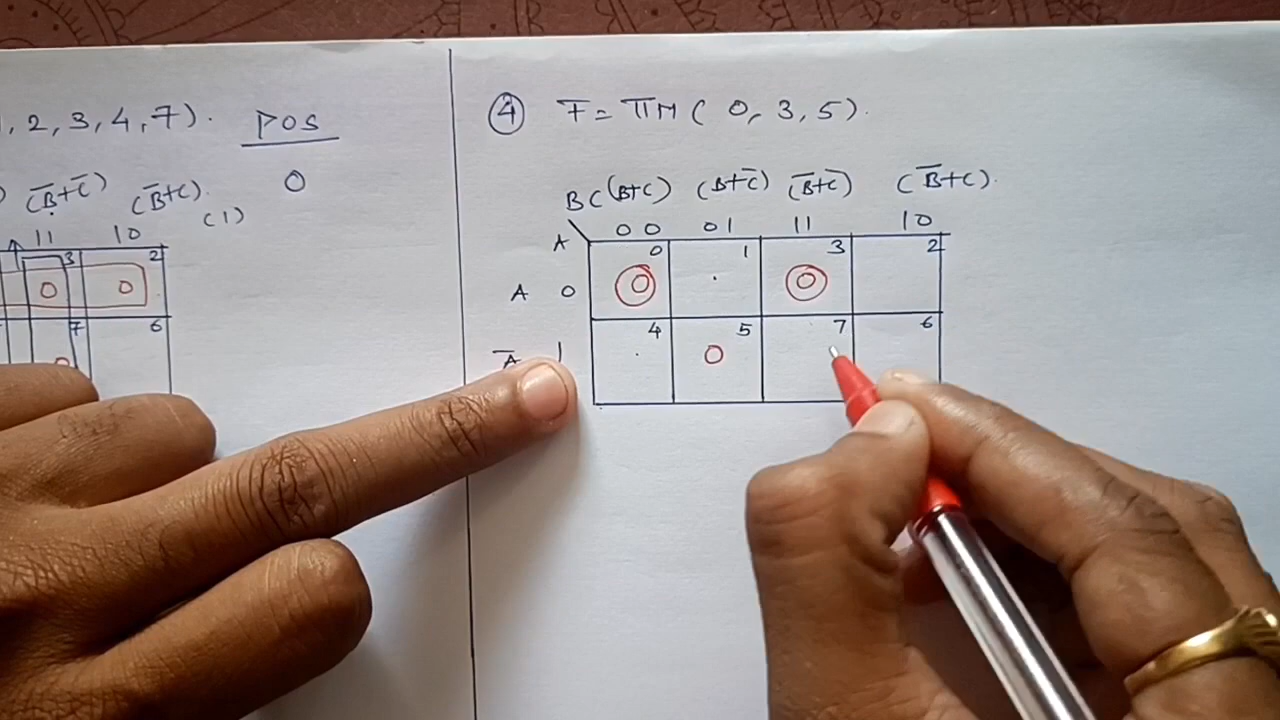 , 2, 3, 4, 7). POS
(B̅+C̅) (B̅+C). 0
11 10 (1)
3 2
0 0
7 6
④ F = ΠM ( 0, 3, 5).
BC (B+C) (B+C̅) (B̅+C̅) (B̅+C).
A 00 01 11 10
0 1 3 2
A 0 0 0
4 5 7 6
A̅ 1 0